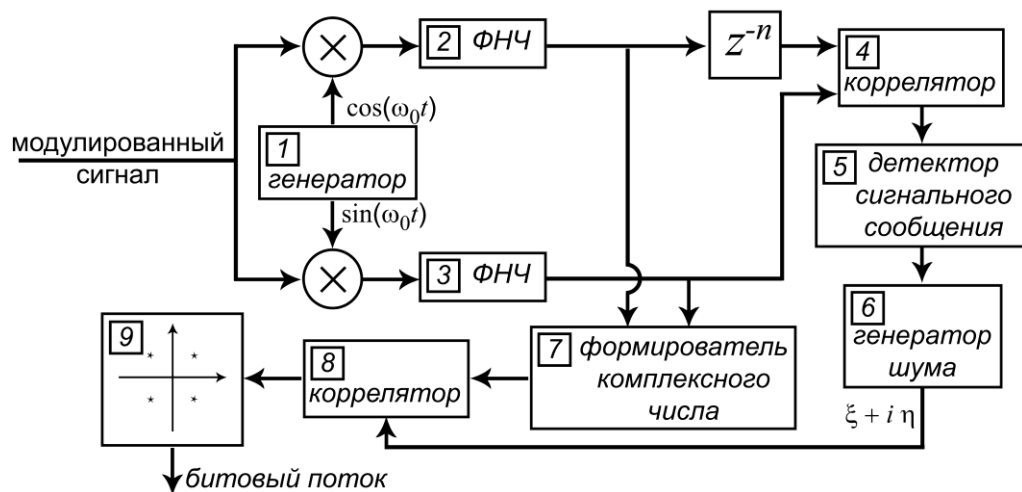 2 ФНЧ
z⁻ⁿ
4
коррелятор
cos(ω₀t)
модулированный
сигнал
1
генератор
sin(ω₀t)
5 детектор
сигнального
сообщения
3 ФНЧ
6
генератор
шума
7 формирователь
комплексного
числа
8
коррелятор
9
ξ + i η
битовый поток